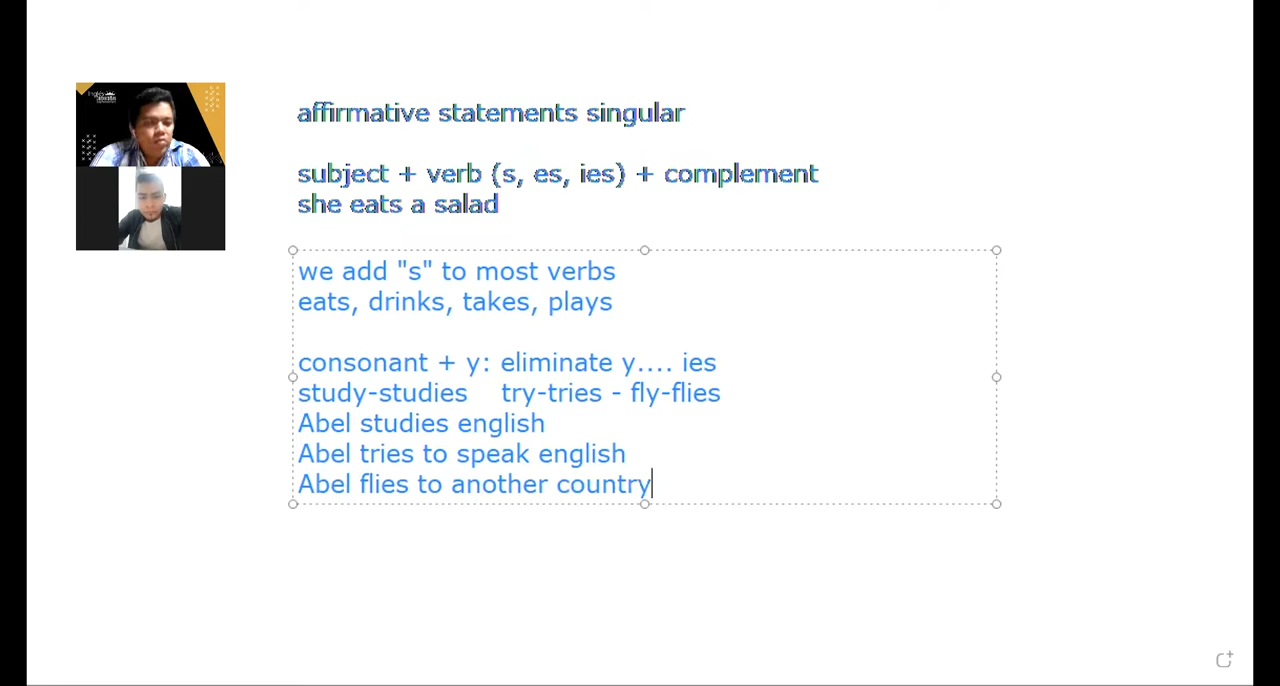 affirmative statements singular
subject + verb (s, es, ies) + complement
she eats a salad
we add "s" to most verbs
eats, drinks, takes, plays
consonant + y: eliminate y.... ies
study-studies try-tries - fly-flies
Abel studies english
Abel tries to speak english
Abel flies to another country